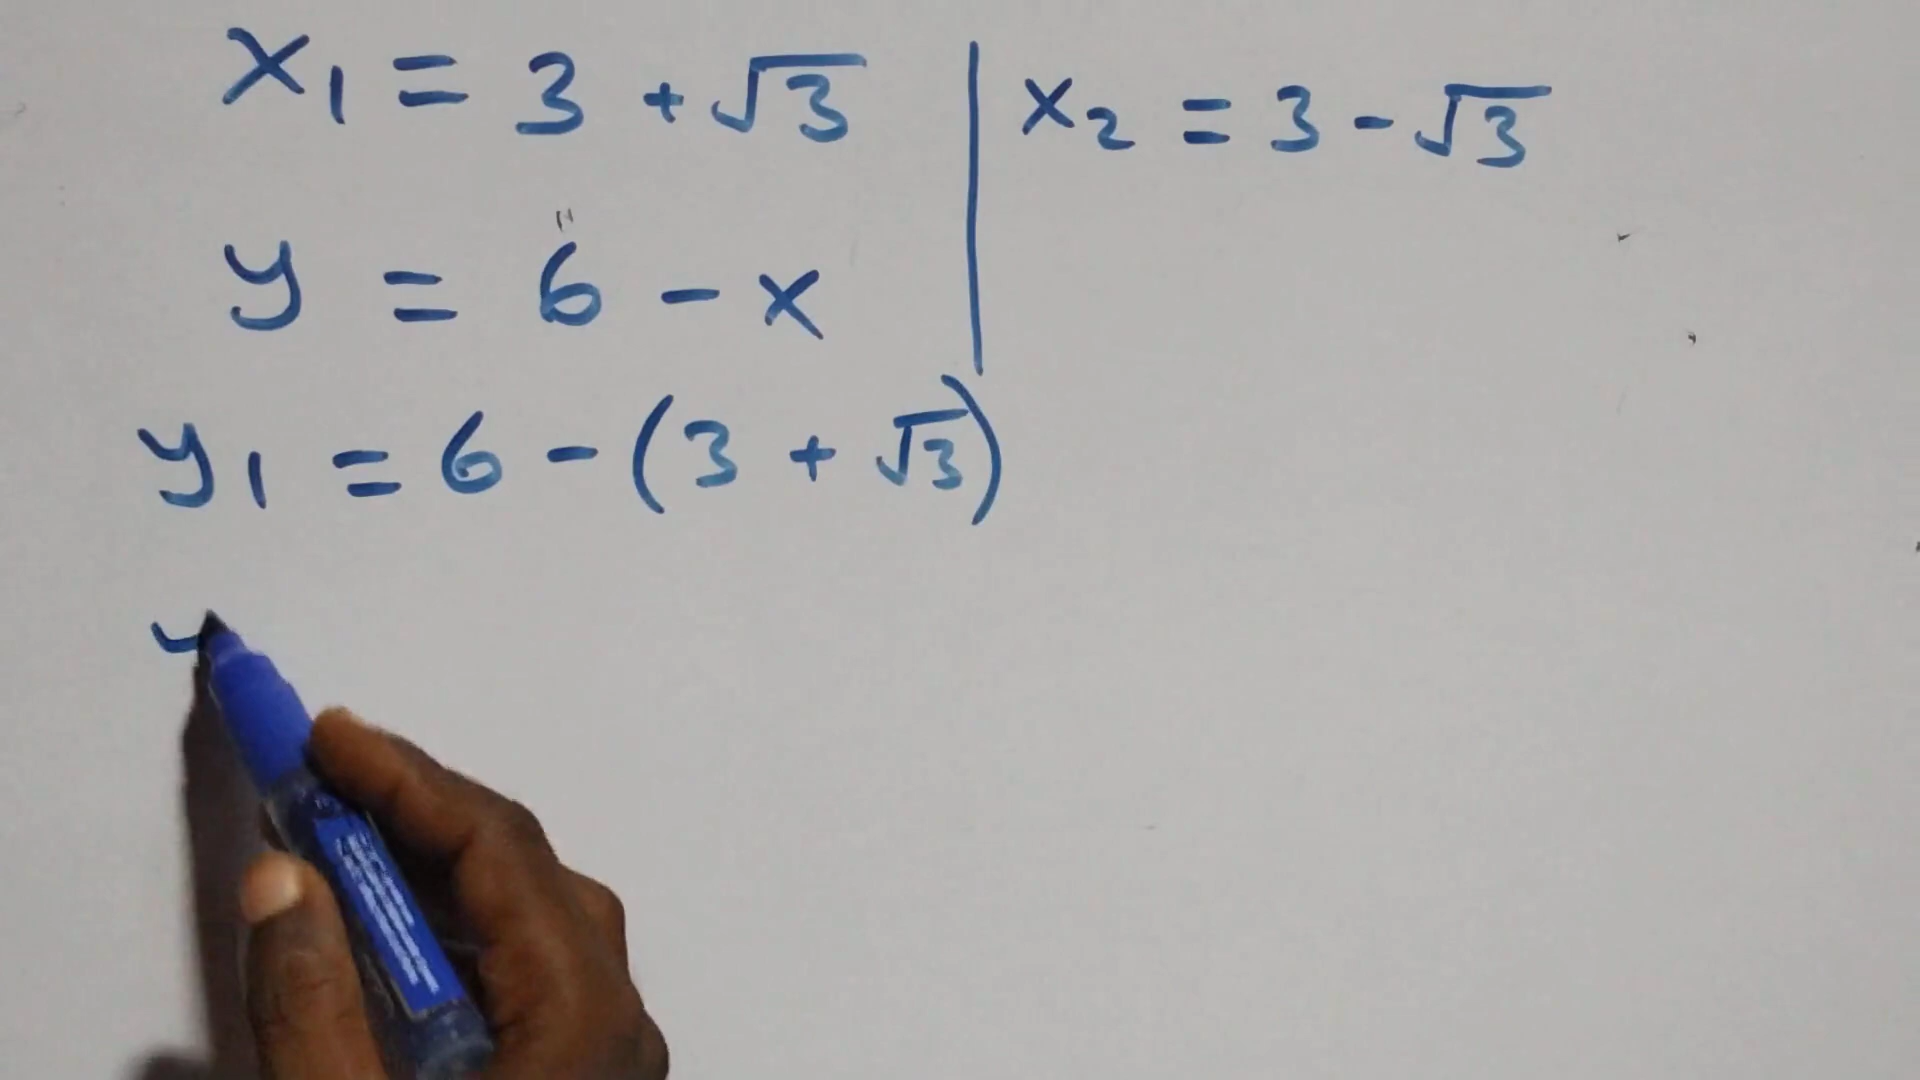 x₁ = 3 + √3 | x₂ = 3 - √3
y = 6 - x
y₁ = 6 - (3 + √3)